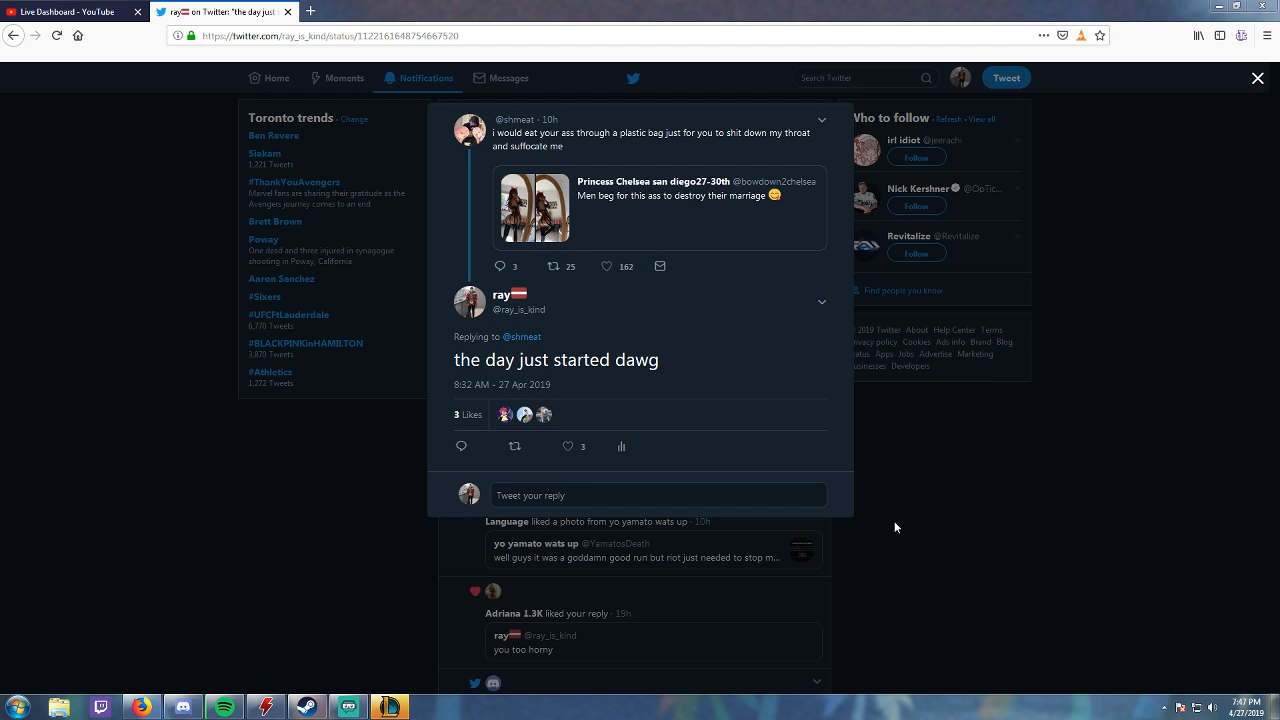 Live Dashboard - YouTube
ray on Twitter: "the day just s
https://twitter.com/ray_is_kind/status/1122161648754667520
Home
Moments
Notifications
Messages
Search Twitter
Tweet
Toronto trends · Change
Ben Revere
Siakam
1,221 Tweets
#ThankYouAvengers
Marvel fans are sharing their gratitude as the
Avengers journey comes to an end
Brett Brown
Poway
One dead and three injured in synagogue
shooting in Poway, California
Aaron Sanchez
#Sixers
#UFCFtLauderdale
6,770 Tweets
#BLACKPINKinHAMILTON
3,870 Tweets
#Athletics
1,272 Tweets
@shmeat · 10h
i would eat your ass through a plastic bag just for you to shit down my throat
and suffocate me
Princess Chelsea san diego27-30th @bowdown2chelsea
Men beg for this ass to destroy their marriage 😋
3
25
162
ray
@ray_is_kind
Replying to @shmeat
the day just started dawg
8:32 AM - 27 Apr 2019
3 Likes
3
Tweet your reply
Language liked a photo from yo yamato wats up · 10h
yo yamato wats up @YamatosDeath
well guys it was a goddamn good run but riot just needed to stop m...
Adriana 1.3K liked your reply · 19h
ray @ray_is_kind
you too horny
Who to follow · Refresh · View all
irl idiot @jeerachi
Follow
Nick Kershner @OpTic...
Follow
Revitalize @Revitalize
Follow
Find people you know
2019 Twitter About Help Center Terms
rivacy policy Cookies Ads info Brand Blog
tatus Apps Jobs Advertise Marketing
usinesses Developers
7:47 PM
4/27/2019